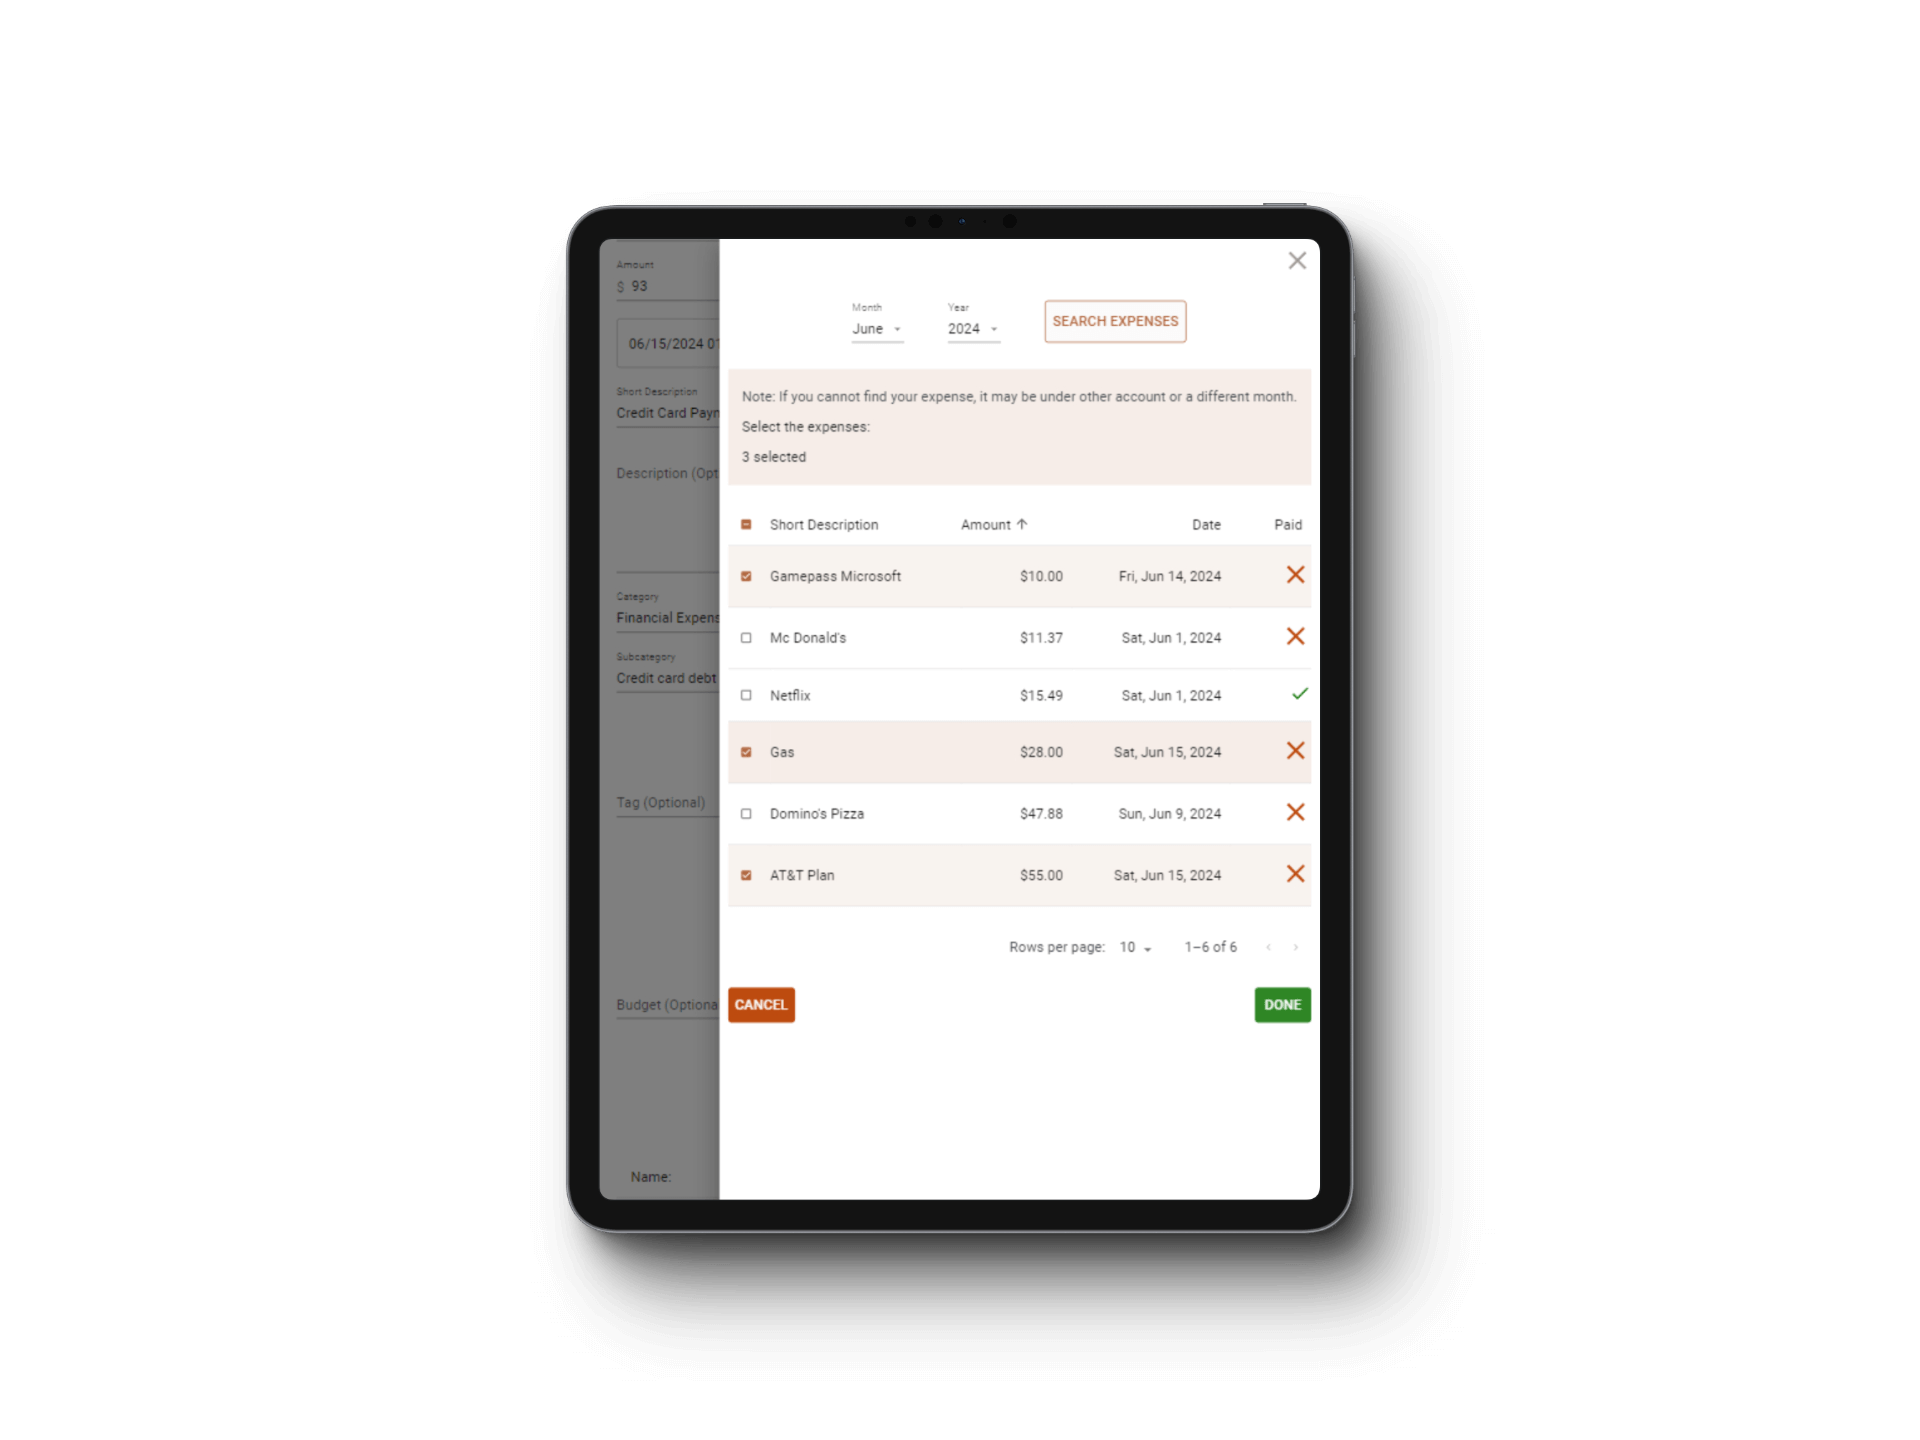 Amount
$ 93
06/15/2024 01
Short Description
Credit Card Paym
Description (Opt
Category
Financial Expens
Subcategory
Credit card debt
Tag (Optional)
Budget (Optiona
Name:
Month
June
Year
2024
SEARCH EXPENSES
Note: If you cannot find your expense, it may be under other account or a different month.
Select the expenses:
3 selected
Short Description Amount ↑ Date Paid
Gamepass Microsoft $10.00 Fri, Jun 14, 2024
Mc Donald's $11.37 Sat, Jun 1, 2024
Netflix $15.49 Sat, Jun 1, 2024
Gas $28.00 Sat, Jun 15, 2024
Domino's Pizza $47.88 Sun, Jun 9, 2024
AT&T Plan $55.00 Sat, Jun 15, 2024
Rows per page: 10 1–6 of 6
CANCEL
DONE